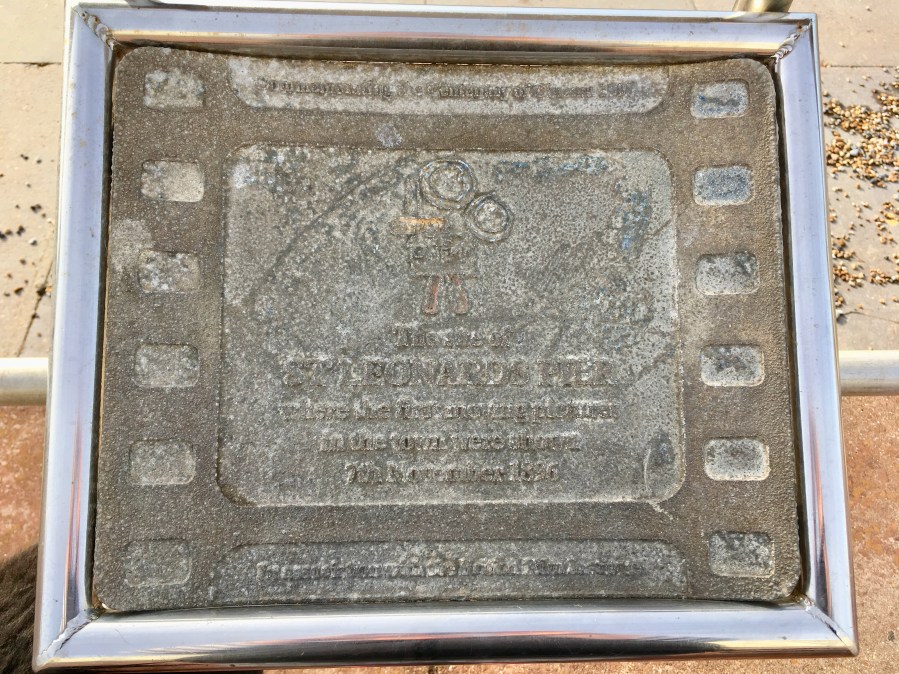 Commemorating the Centenary of Cinema 1996
The site of
ST LEONARDS PIER
where the first moving pictures
in the town were shown
7th November 1896